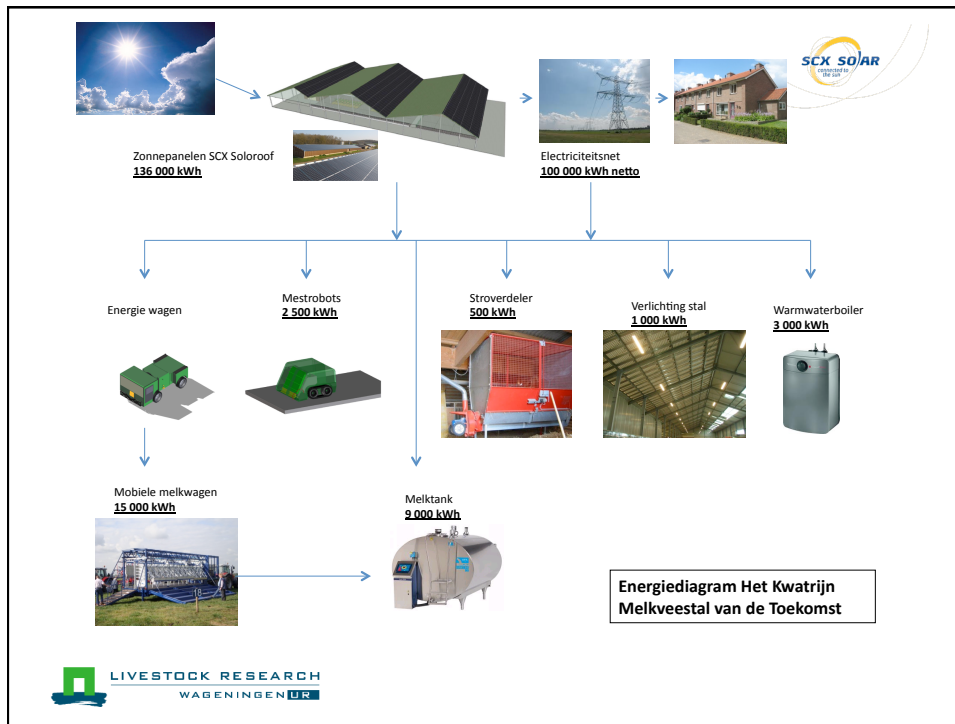 SCX SOLAR
connected to
the sun
Zonnepanelen SCX Soloroof
136 000 kWh
Electriciteitsnet
100 000 kWh netto
Energie wagen
Mestrobots
2 500 kWh
Stroverdeler
500 kWh
Verlichting stal
1 000 kWh
Warmwaterboiler
3 000 kWh
Mobiele melkwagen
15 000 kWh
Melktank
9 000 kWh
18
Energiediagram Het Kwatrijn
Melkveestal van de Toekomst
LIVESTOCK RESEARCH
WAGENINGEN UR